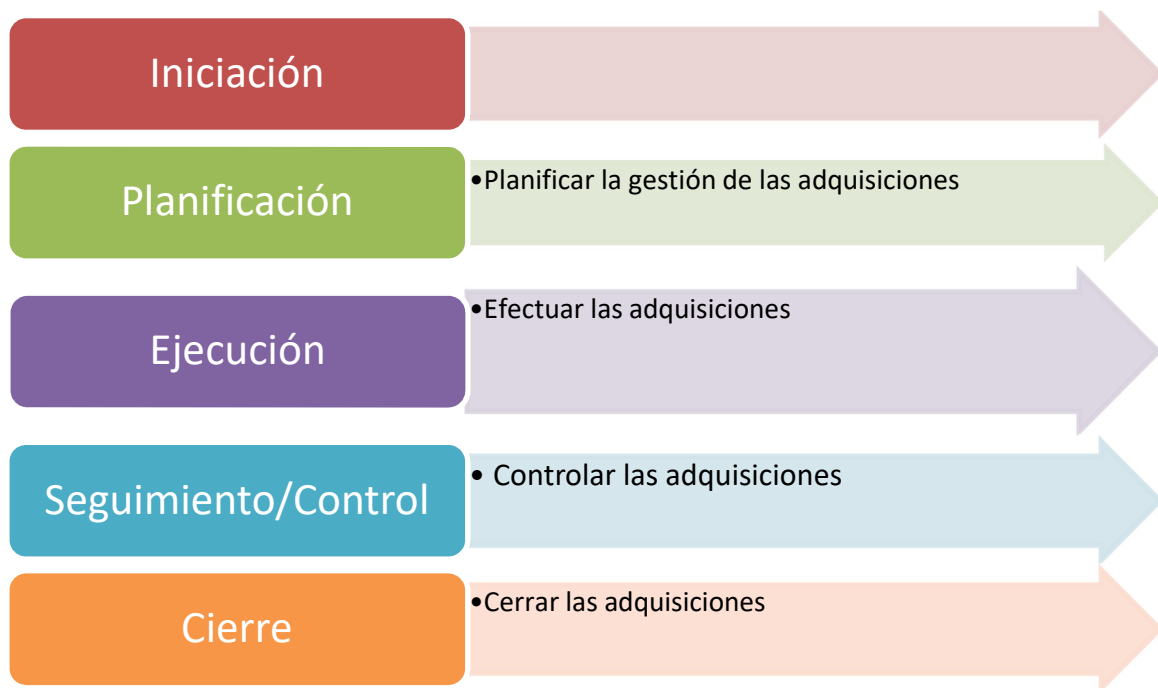 Iniciación
Planificación
•Planificar la gestión de las adquisiciones
Ejecución
•Efectuar las adquisiciones
Seguimiento/Control
• Controlar las adquisiciones
Cierre
•Cerrar las adquisiciones